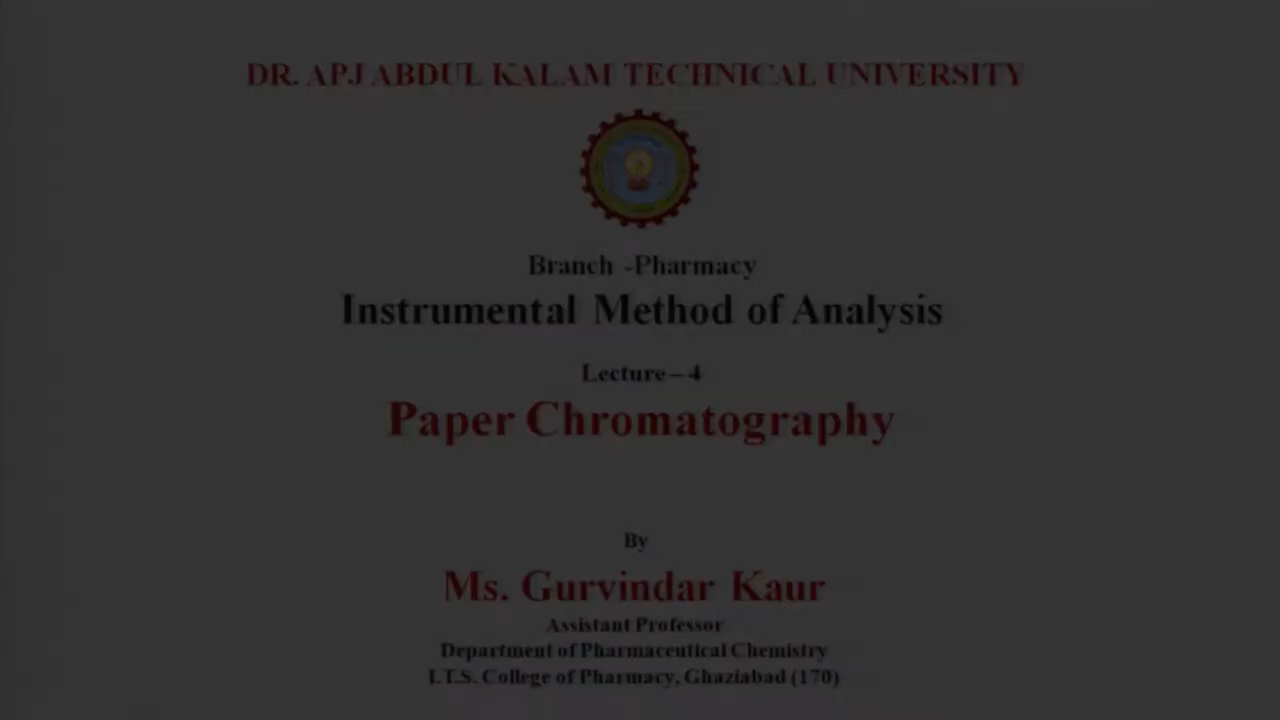 DR. APJ ABDUL KALAM TECHNICAL UNIVERSITY
Branch -Pharmacy
Instrumental Method of Analysis
Lecture – 4
Paper Chromatography
By
Ms. Gurvindar Kaur
Assistant Professor
Department of Pharmaceutical Chemistry
I.T.S. College of Pharmacy, Ghaziabad (170)